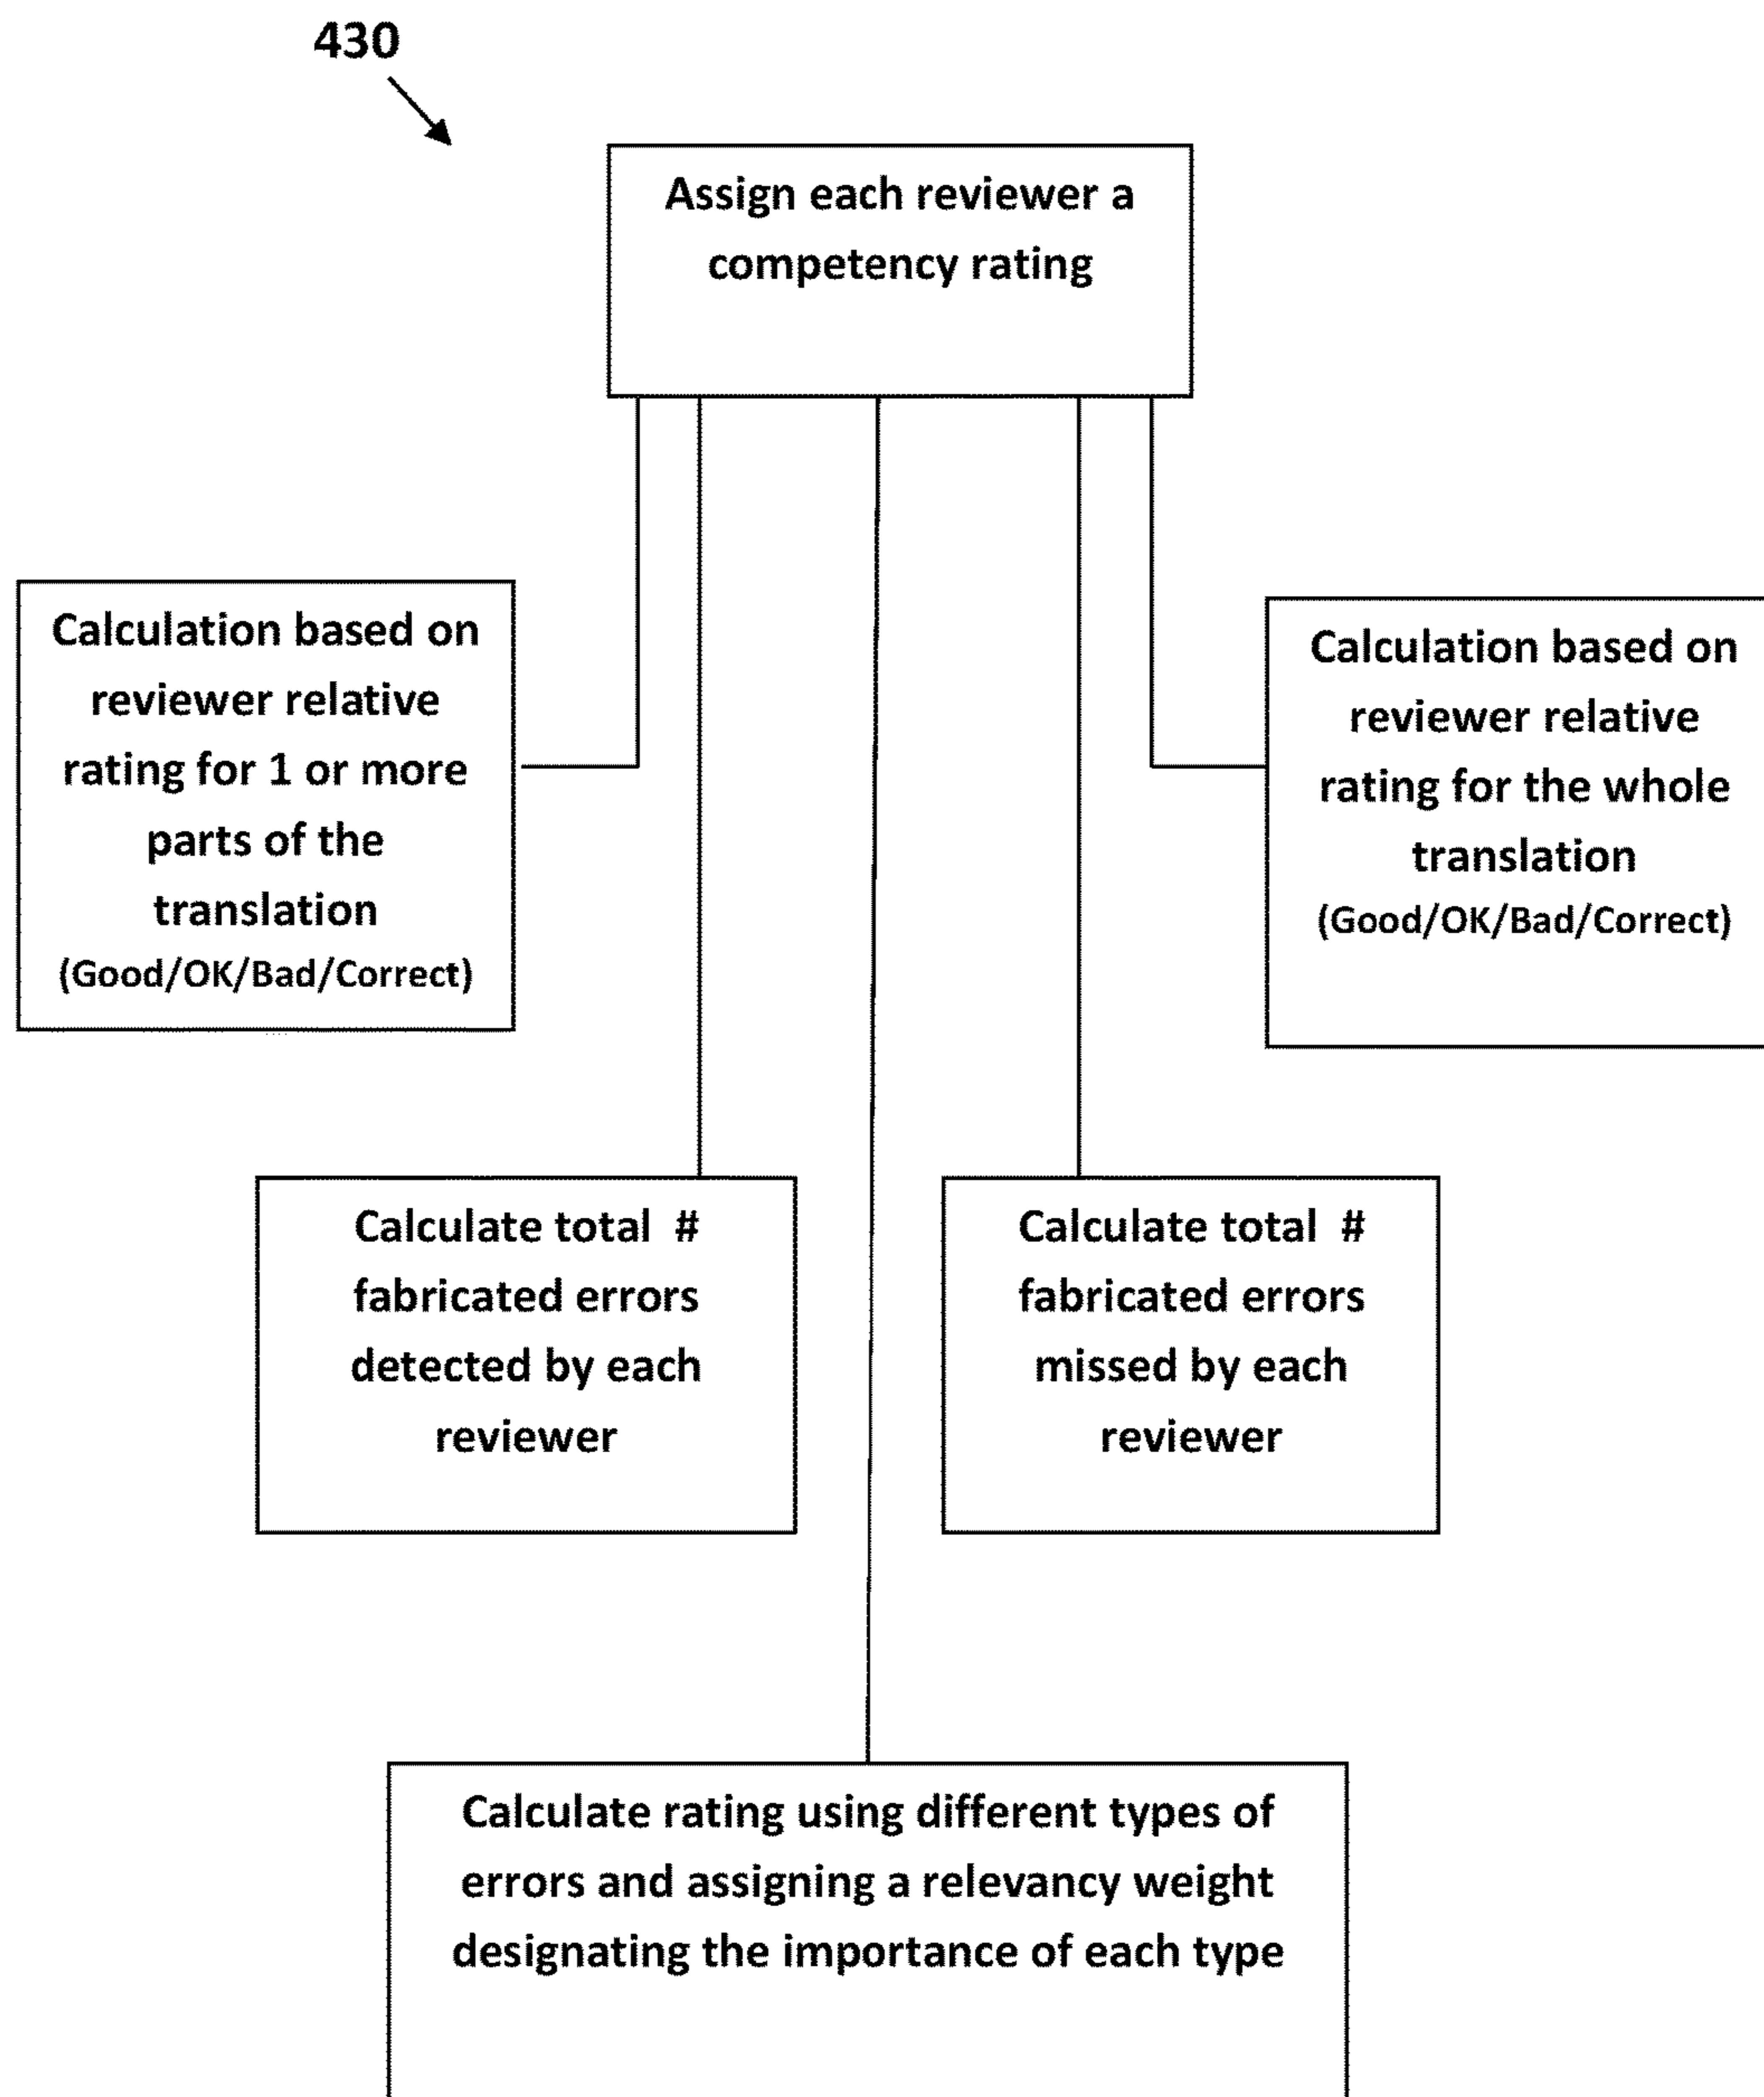 430
Assign each reviewer a
competency rating
Calculation based on
reviewer relative
rating for 1 or more
parts of the
translation
(Good/OK/Bad/Correct)
Calculation based on
reviewer relative
rating for the whole
translation
(Good/OK/Bad/Correct)
Calculate total #
fabricated errors
detected by each
reviewer
Calculate total #
fabricated errors
missed by each
reviewer
Calculate rating using different types of
errors and assigning a relevancy weight
designating the importance of each type